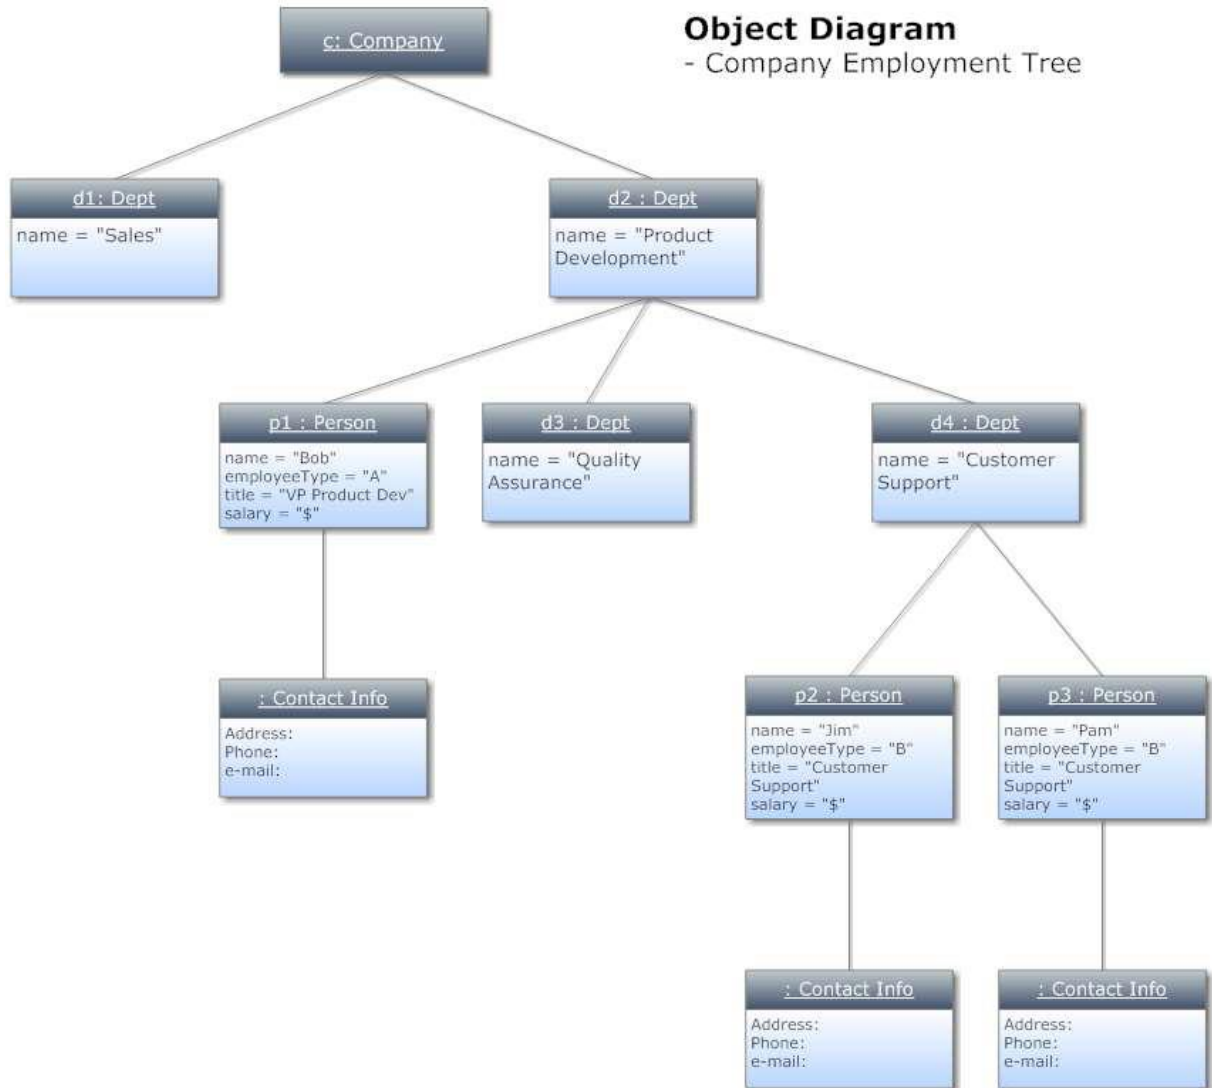 Object Diagram
- Company Employment Tree
c: Company
d1: Dept
name = "Sales"
d2 : Dept
name = "Product
Development"
p1 : Person
name = "Bob"
employeeType = "A"
title = "VP Product Dev"
salary = "$"
d3 : Dept
name = "Quality
Assurance"
d4 : Dept
name = "Customer
Support"
: Contact Info
Address:
Phone:
e-mail:
p2 : Person
name = "Jim"
employeeType = "B"
title = "Customer
Support"
salary = "$"
p3 : Person
name = "Pam"
employeeType = "B"
title = "Customer
Support"
salary = "$"
: Contact Info
Address:
Phone:
e-mail:
: Contact Info
Address:
Phone:
e-mail: